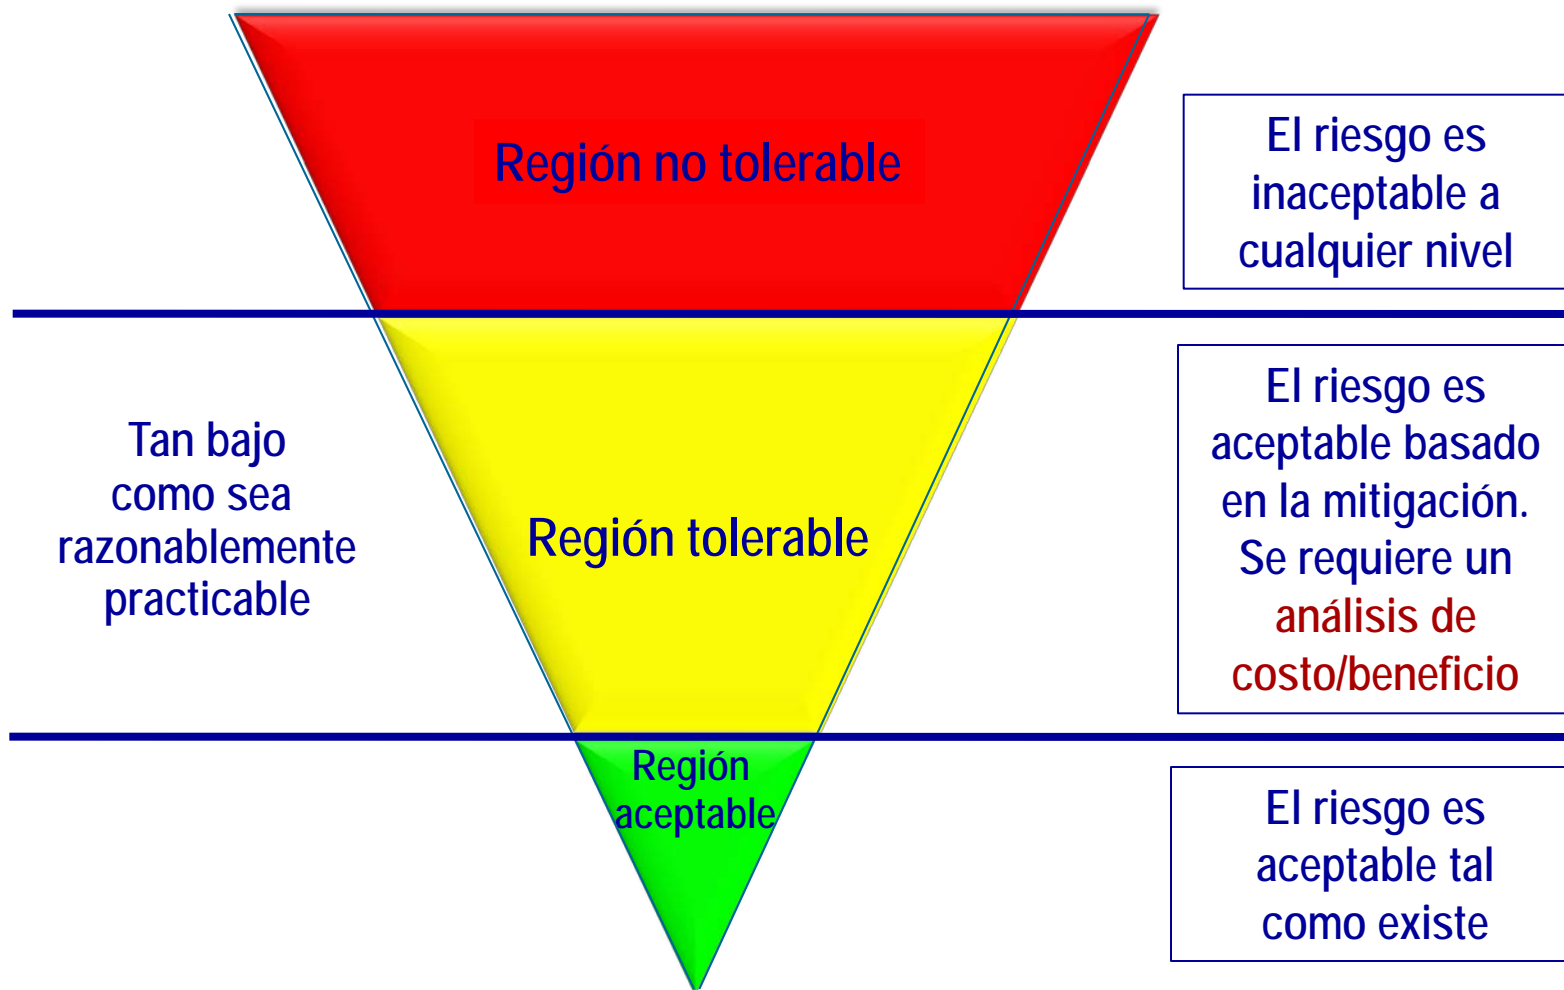 Región no tolerable
El riesgo es
inaceptable a
cualquier nivel
Tan bajo
como sea
razonablemente
practicable
Región tolerable
El riesgo es
aceptable basado
en la mitigación.
Se requiere un
análisis de
costo/beneficio
Región
aceptable
El riesgo es
aceptable tal
como existe